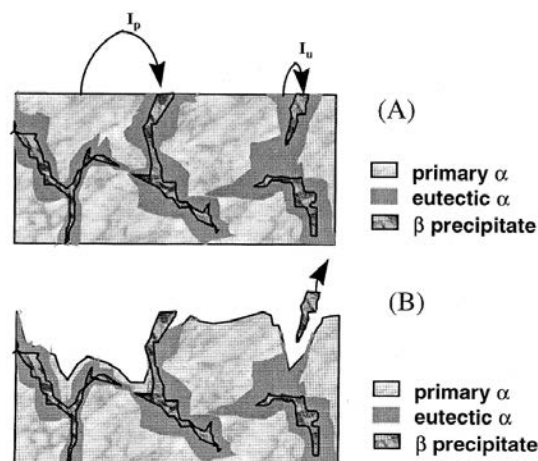 I_p
I_u
(A)
primary α
eutectic α
β precipitate
(B)
primary α
eutectic α
β precipitate